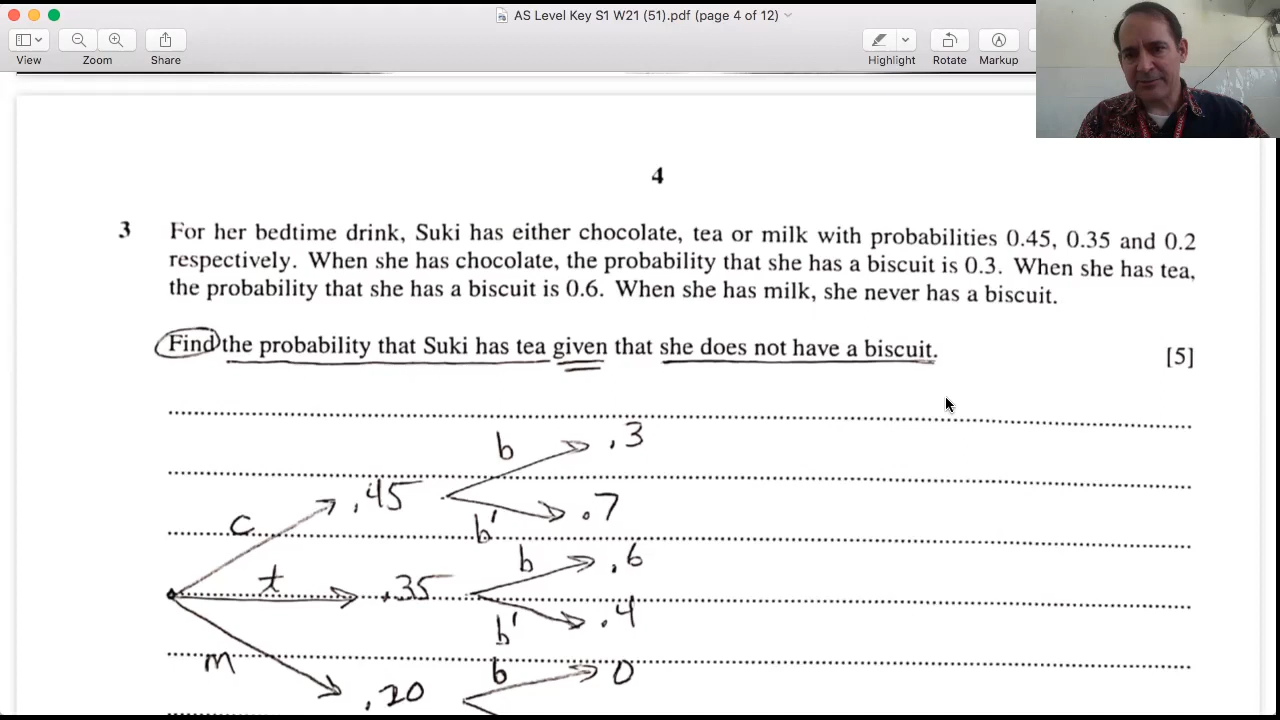 AS Level Key S1 W21 (51).pdf (page 4 of 12)
View Zoom Share Highlight Rotate Markup
4
3 For her bedtime drink, Suki has either chocolate, tea or milk with probabilities 0.45, 0.35 and 0.2
respectively. When she has chocolate, the probability that she has a biscuit is 0.3. When she has tea,
the probability that she has a biscuit is 0.6. When she has milk, she never has a biscuit.
Find the probability that Suki has tea given that she does not have a biscuit. [5]
b .3
c .45
b' .7
b .6
t .35
b' .4
m .20
b 0